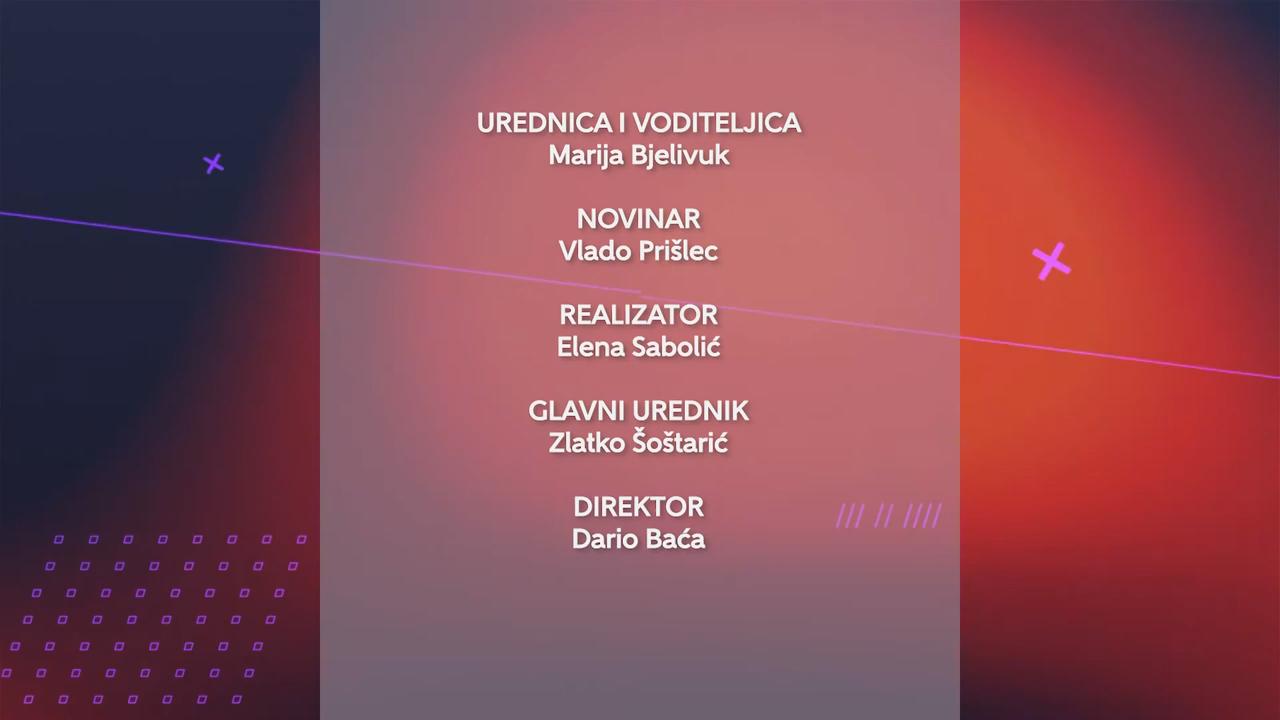 UREDNICA I VODITELJICA
Marija Bjelivuk
NOVINAR
Vlado Prišlec
REALIZATOR
Elena Sabolić
GLAVNI UREDNIK
Zlatko Šoštarić
DIREKTOR
Dario Baća